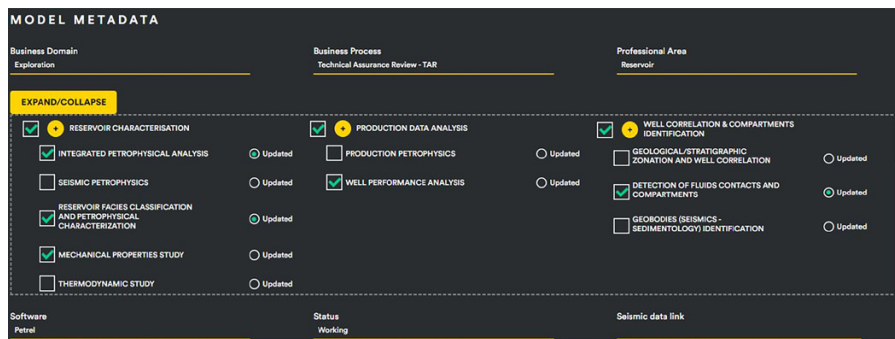 MODEL METADATA
Business Domain
Exploration
Business Process
Technical Assurance Review - TAR
Professional Area
Reservoir
EXPAND/COLLAPSE
+ RESERVOIR CHARACTERISATION
INTEGRATED PETROPHYSICAL ANALYSIS Updated
SEISMIC PETROPHYSICS Updated
RESERVOIR FACIES CLASSIFICATION
AND PETROPHYSICAL Updated
CHARACTERIZATION
MECHANICAL PROPERTIES STUDY Updated
THERMODYNAMIC STUDY Updated
+ PRODUCTION DATA ANALYSIS
PRODUCTION PETROPHYSICS Updated
WELL PERFORMANCE ANALYSIS Updated
+ WELL CORRELATION & COMPARTMENTS
IDENTIFICATION
GEOLOGICAL/STRATIGRAPHIC
ZONATION AND WELL CORRELATION Updated
DETECTION OF FLUIDS CONTACTS AND
COMPARTMENTS Updated
GEOBODIES (SEISMICS -
SEDIMENTOLOGY) IDENTIFICATION Updated
Software
Petrel
Status
Working
Seismic data link